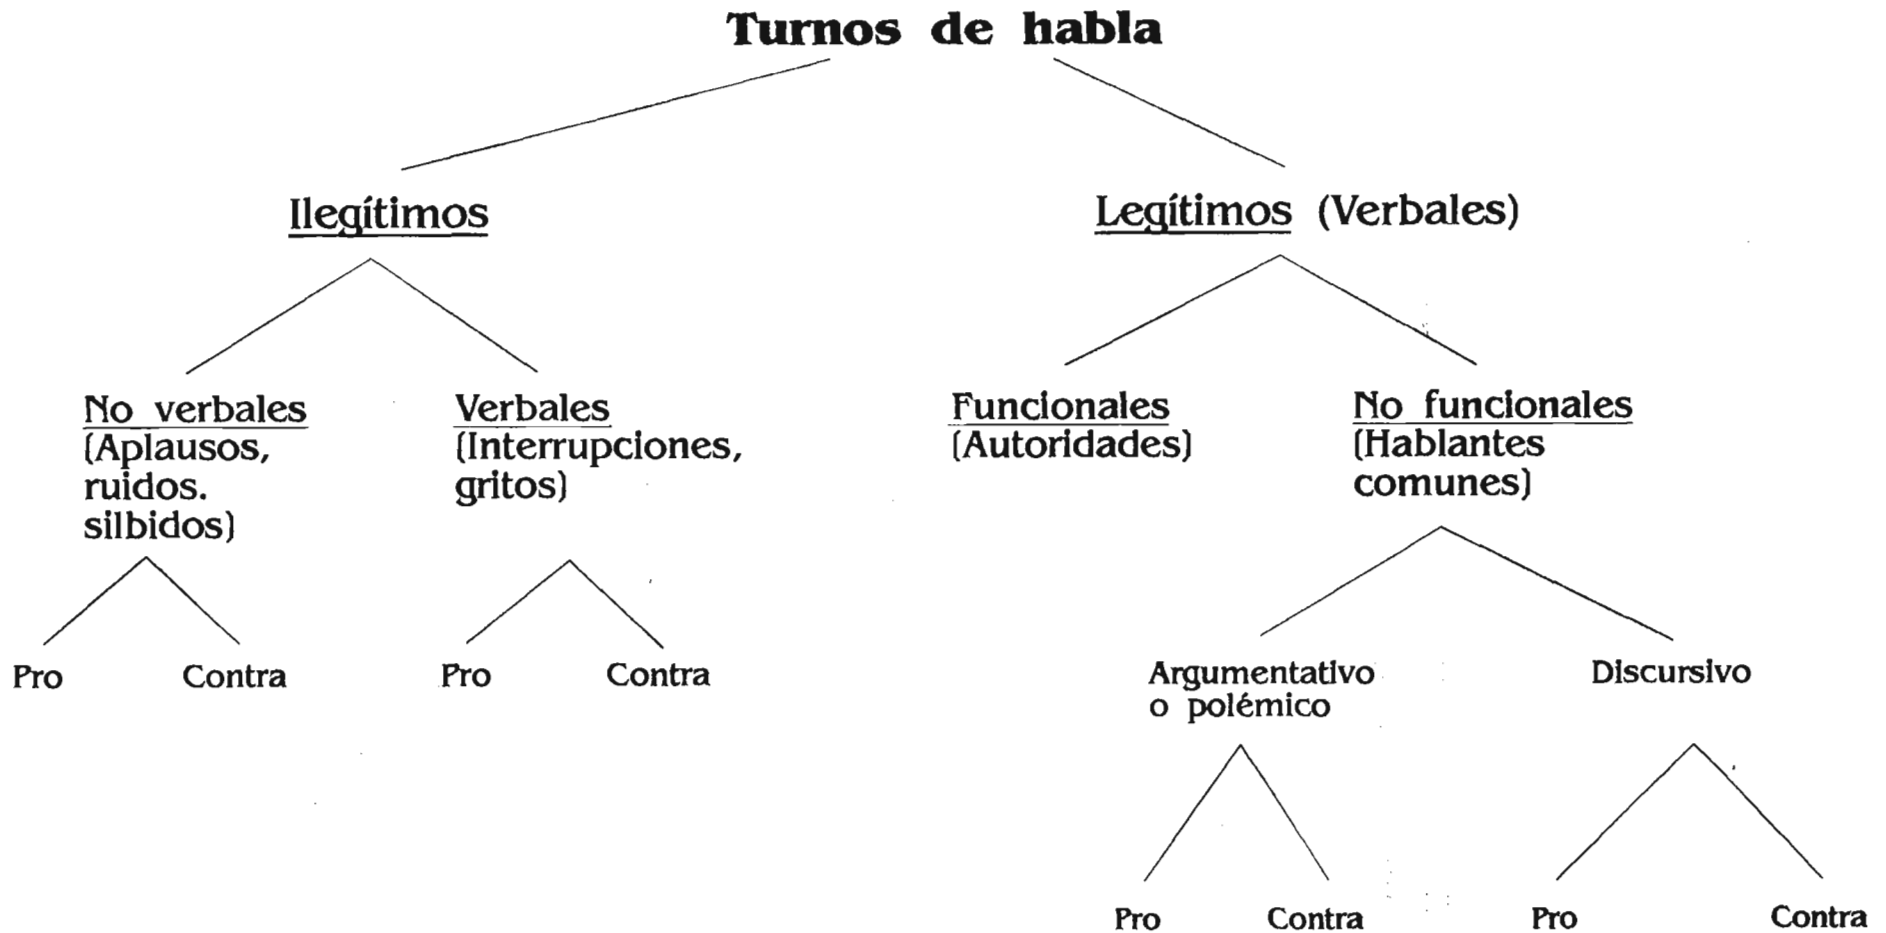 Turnos de habla
Ilegítimos
Legítimos (Verbales)
No verbales
(Aplausos,
ruidos.
silbidos)
Verbales
(Interrupciones,
gritos)
Funcionales
(Autoridades)
No funcionales
(Hablantes
comunes)
Pro
Contra
Pro
Contra
Argumentativo
o polémico
Discursivo
Pro
Contra
Pro
Contra